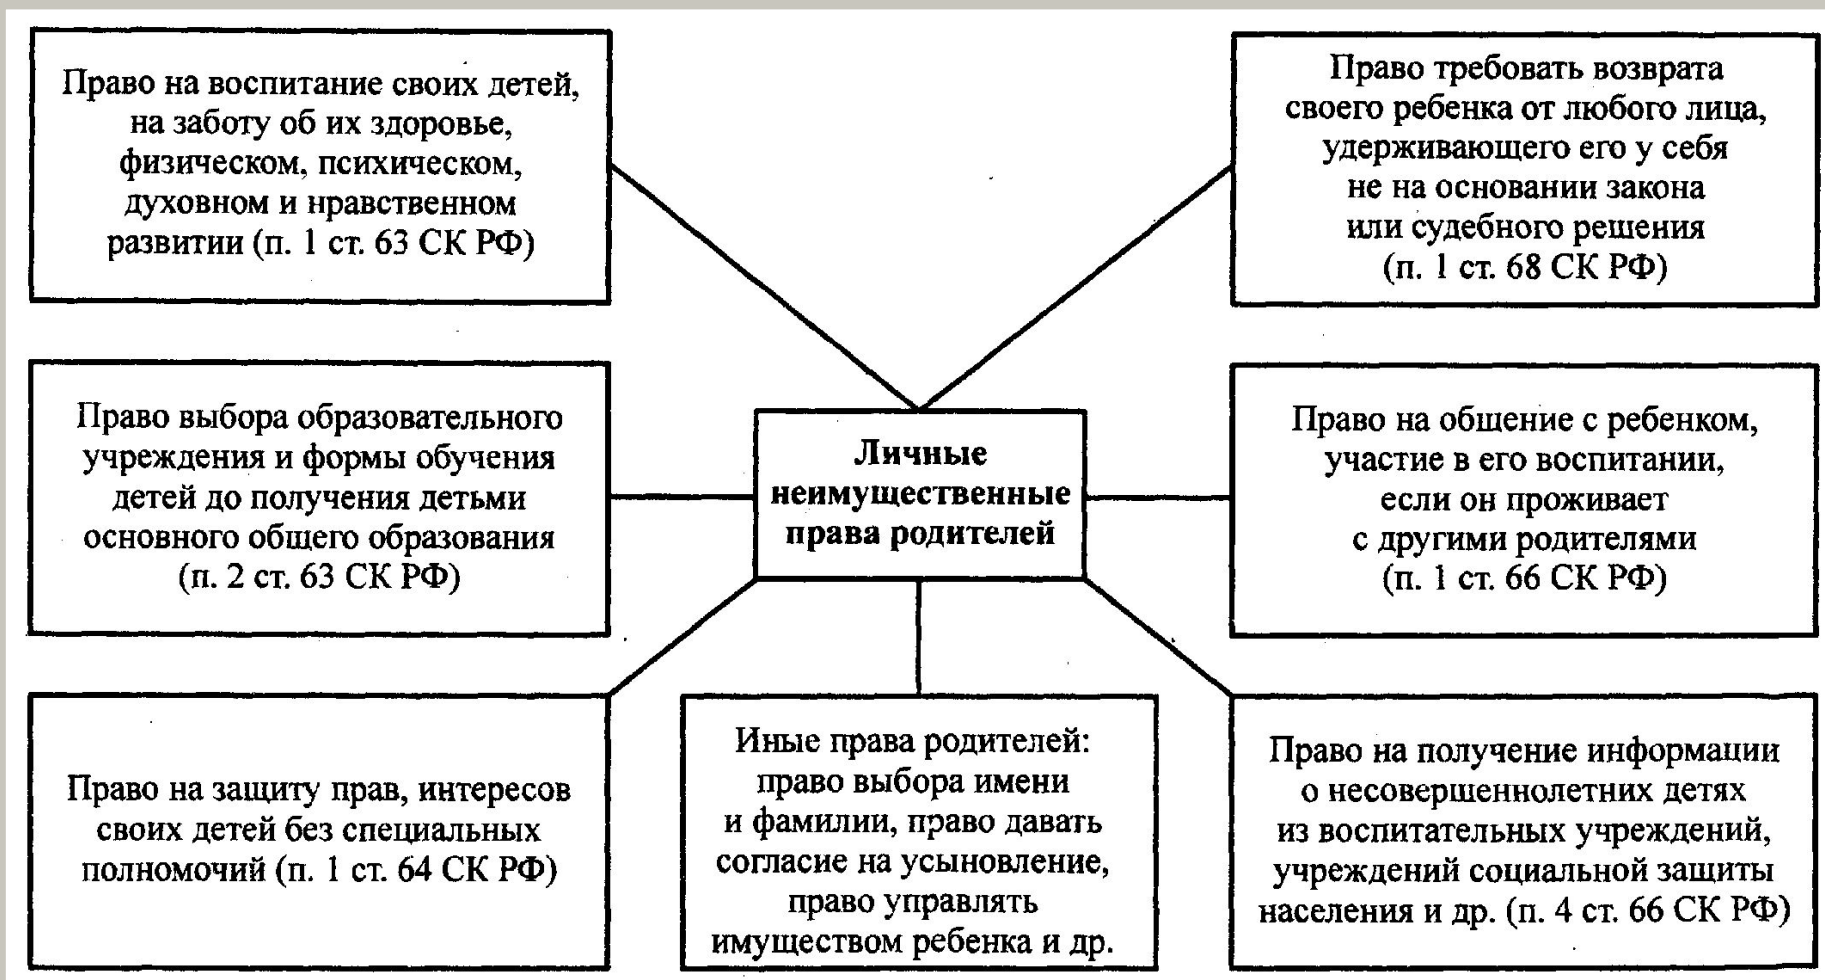 Право на воспитание своих детей,
на заботу об их здоровье,
физическом, психическом,
духовном и нравственном
развитии (п. 1 ст. 63 СК РФ)
Право требовать возврата
своего ребенка от любого лица,
удерживающего его у себя
не на основании закона
или судебного решения
(п. 1 ст. 68 СК РФ)
Право выбора образовательного
учреждения и формы обучения
детей до получения детьми
основного общего образования
(п. 2 ст. 63 СК РФ)
Личные
неимущественные
права родителей
Право на общение с ребенком,
участие в его воспитании,
если он проживает
с другими родителями
(п. 1 ст. 66 СК РФ)
Право на защиту прав, интересов
своих детей без специальных
полномочий (п. 1 ст. 64 СК РФ)
Иные права родителей:
право выбора имени
и фамилии, право давать
согласие на усыновление,
право управлять
имуществом ребенка и др.
Право на получение информации
о несовершеннолетних детях
из воспитательных учреждений,
учреждений социальной защиты
населения и др. (п. 4 ст. 66 СК РФ)